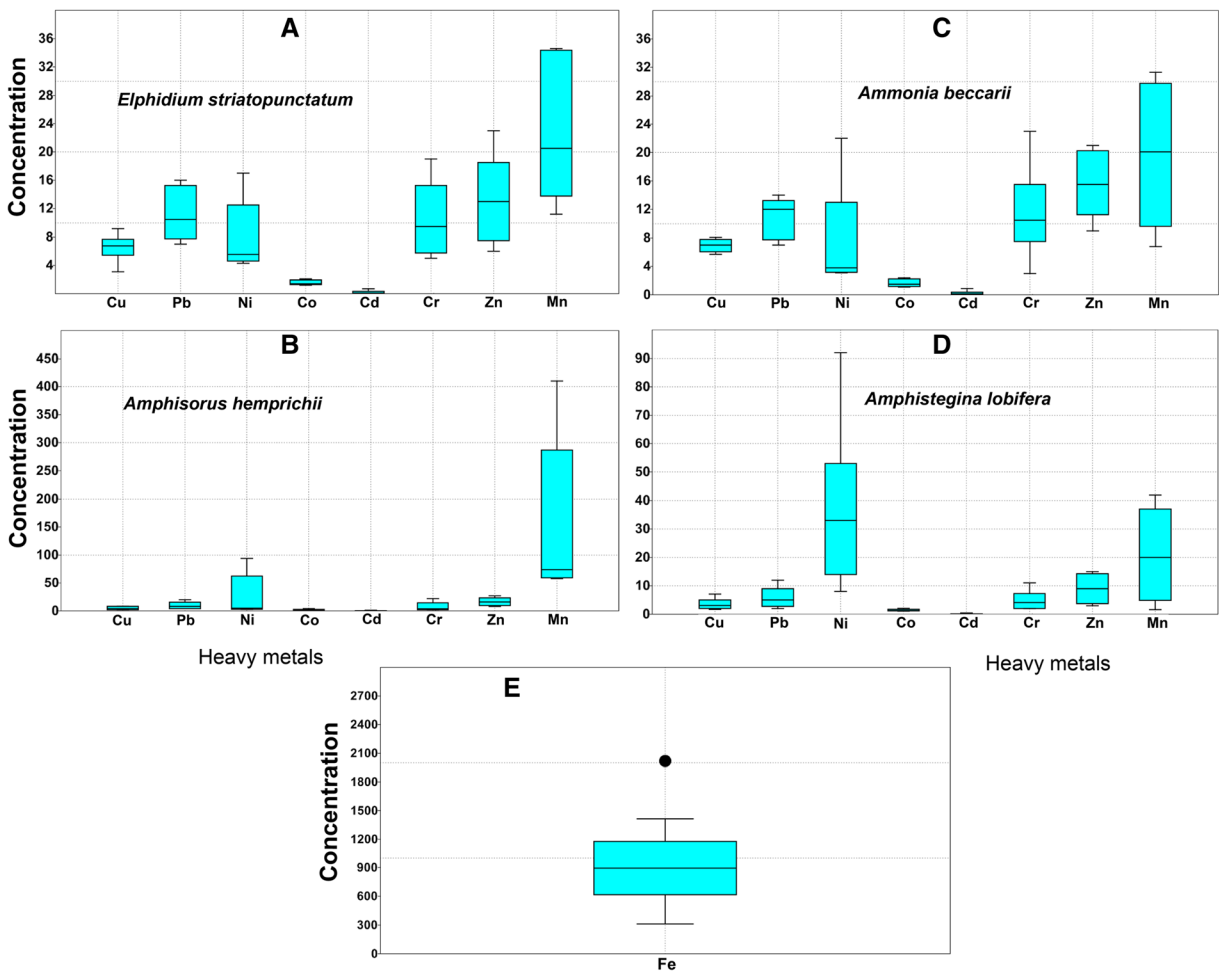 A
Elphidium striatopunctatum
Concentration
36
32
28
24
20
16
12
8
4
Cu Pb Ni Co Cd Cr Zn Mn
C
Ammonia beccarii
36
32
28
24
20
16
12
8
4
0
Cu Pb Ni Co Cd Cr Zn Mn
B
Amphisorus hemprichii
Concentration
450
400
350
300
250
200
150
100
50
0
Cu Pb Ni Co Cd Cr Zn Mn
Heavy metals
D
Amphistegina lobifera
90
80
70
60
50
40
30
20
10
0
Cu Pb Ni Co Cd Cr Zn Mn
Heavy metals
E
Concentration
2700
2400
2100
1800
1500
1200
900
600
300
0
Fe